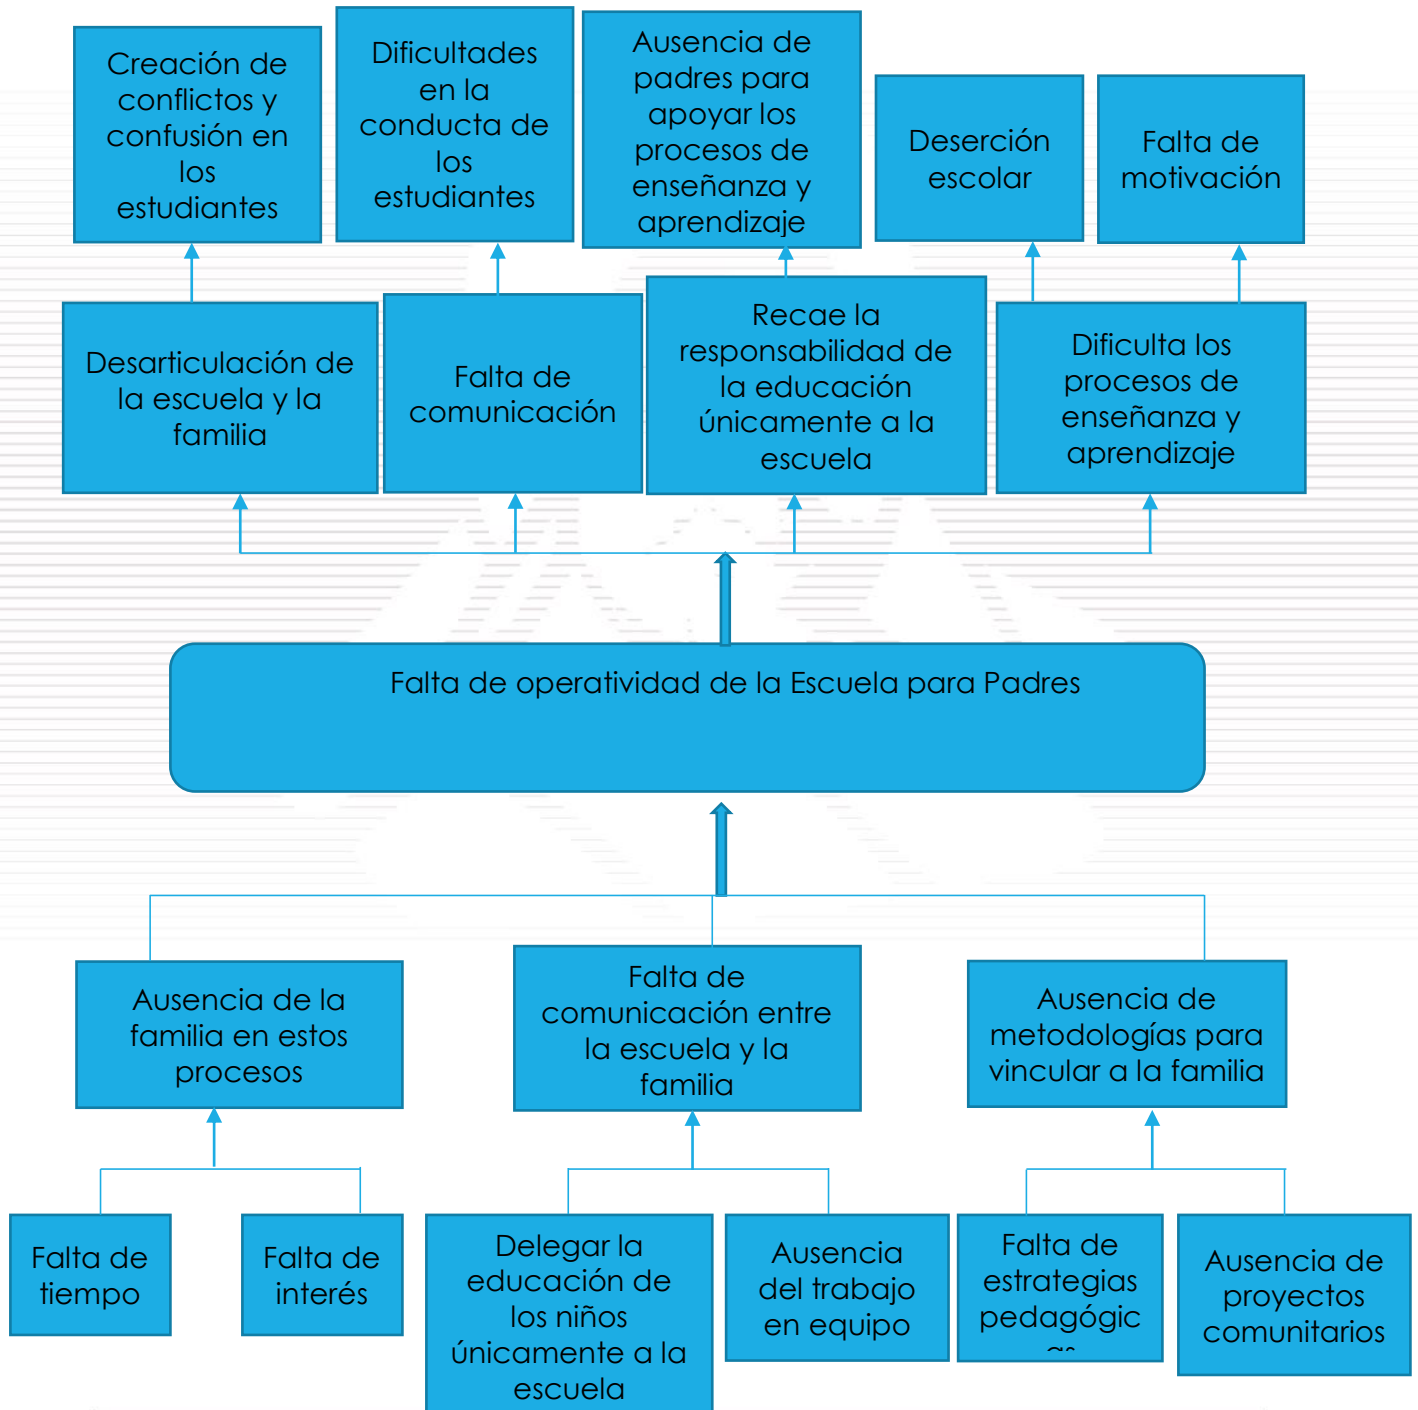 Creación de
conflictos y
confusión en
los
estudiantes
Dificultades
en la
conducta de
los
estudiantes
Ausencia de
padres para
apoyar los
procesos de
enseñanza y
aprendizaje
Deserción
escolar
Falta de
motivación
Desarticulación de
la escuela y la
familia
Falta de
comunicación
Recae la
responsabilidad de
la educación
únicamente a la
escuela
Dificulta los
procesos de
enseñanza y
aprendizaje
Falta de operatividad de la Escuela para Padres
Ausencia de la
familia en estos
procesos
Falta de
comunicación entre
la escuela y la
familia
Ausencia de
metodologías para
vincular a la familia
Falta de
tiempo
Falta de
interés
Delegar la
educación de
los niños
únicamente a la
escuela
Ausencia
del trabajo
en equipo
Falta de
estrategias
pedagógic
as
Ausencia de
proyectos
comunitarios